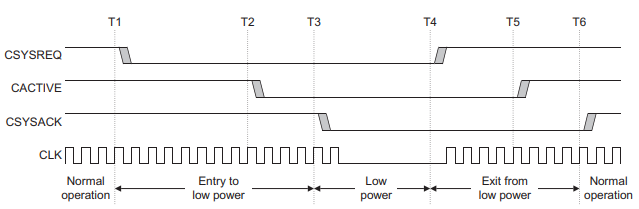 T1 T2 T3 T4 T5 T6
CSYSREQ
CACTIVE
CSYSACK
CLK
Normal Entry to Low Exit from Normal
operation low power power low power operation